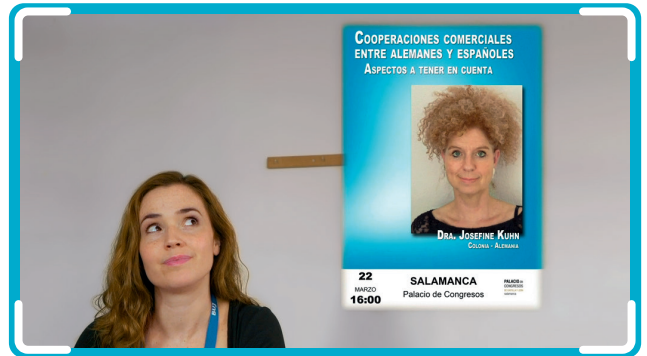 COOPERACIONES COMERCIALES
ENTRE ALEMANES Y ESPAÑOLES
ASPECTOS A TENER EN CUENTA
DRA. JOSEFINE KUHN
COLONIA - ALEMANIA
22
MARZO
16:00
SALAMANCA
Palacio de Congresos
PALACIO DE
CONGRESOS